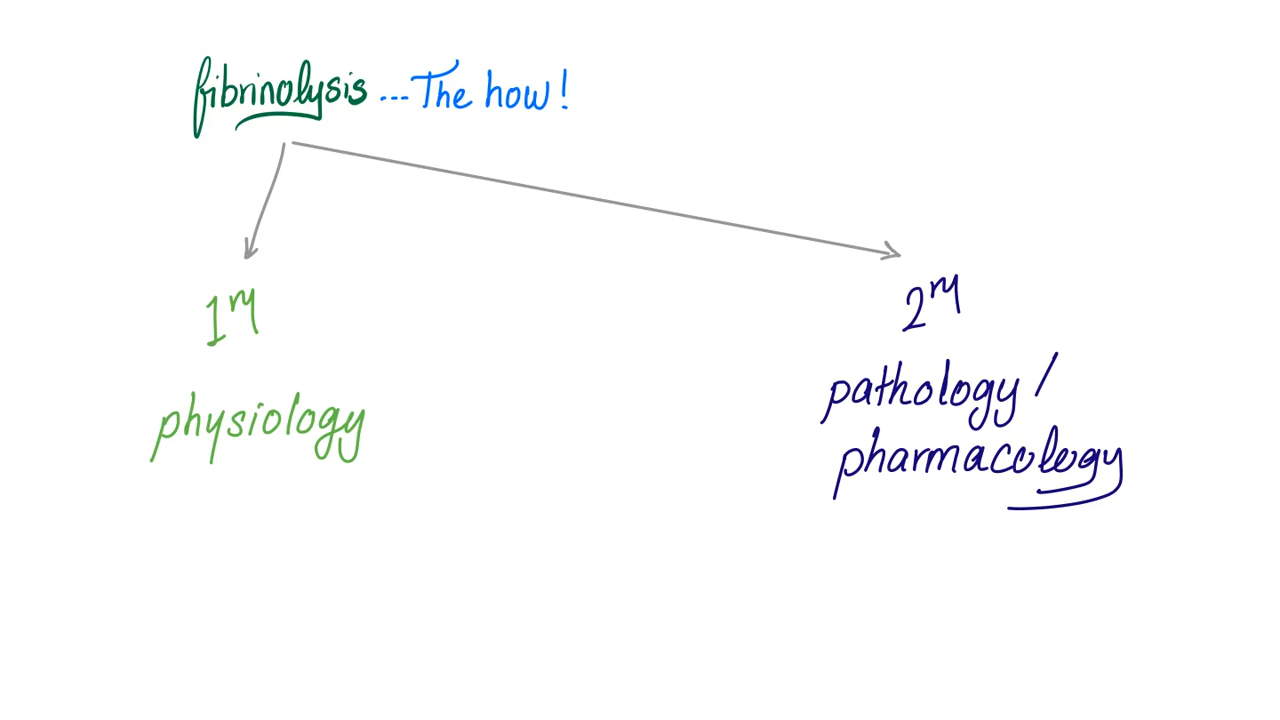 fibrinolysis ... The how!
1ry
2ry
physiology
pathology /
pharmacology